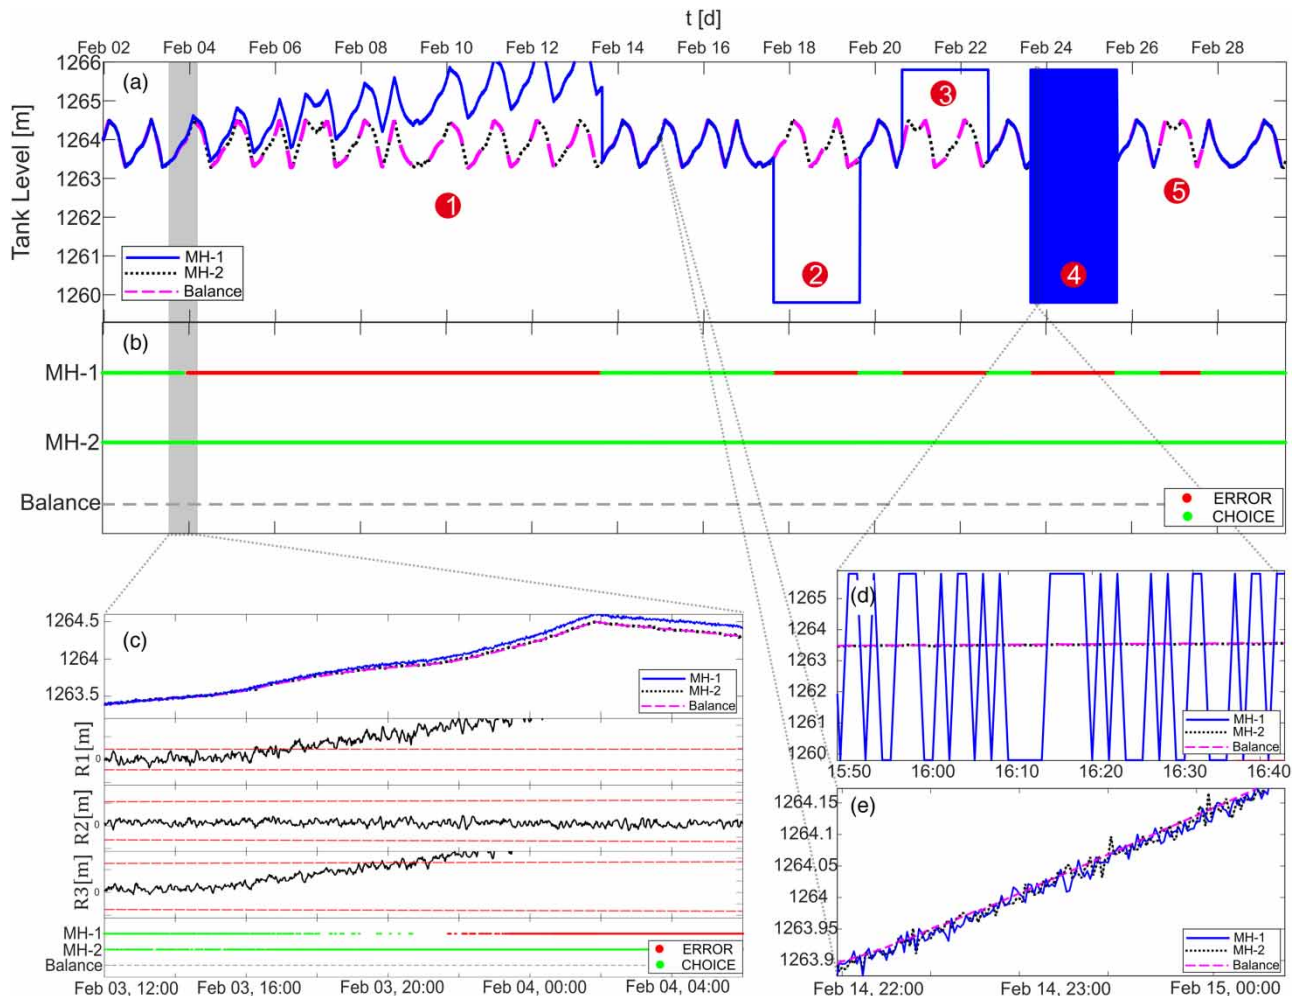 t [d]
Feb 02 Feb 04 Feb 06 Feb 08 Feb 10 Feb 12 Feb 14 Feb 16 Feb 18 Feb 20 Feb 22 Feb 24 Feb 26 Feb 28
(a)
Tank Level [m]
1266
1265
1264
1263
1262
1261
1260
1
2
3
4
5
MH-1
MH-2
Balance
(b)
MH-1
MH-2
Balance
ERROR
CHOICE
(c)
1264.5
1264
1263.5
MH-1
MH-2
Balance
R1[m]
0
R2[m]
0
R3[m]
0
MH-1
MH-2
Balance
ERROR
CHOICE
Feb 03, 12:00 Feb 03, 16:00 Feb 03, 20:00 Feb 04, 00:00 Feb 04, 04:00
(d)
1265
1264
1263
1262
1261
1260
MH-1
MH-2
Balance
15:50 16:00 16:10 16:20 16:30 16:40
(e)
1264.15
1264.1
1264.05
1264
1263.95
1263.9
MH-1
MH-2
Balance
Feb 14, 22:00 Feb 14, 23:00 Feb 15, 00:00